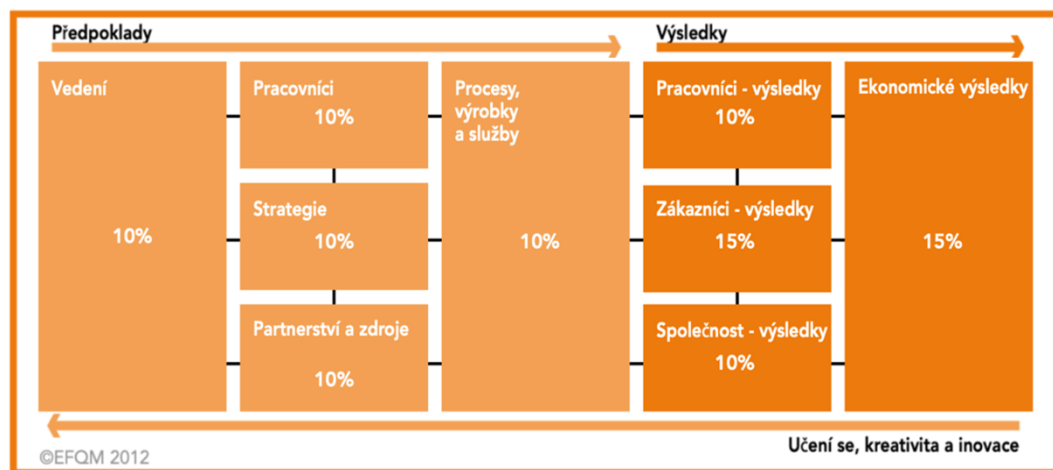 Předpoklady
Výsledky
Vedení
10%
Pracovníci
10%
Strategie
10%
Partnerství a zdroje
10%
Procesy,
výrobky
a služby
10%
Pracovníci - výsledky
10%
Zákazníci - výsledky
15%
Společnost - výsledky
10%
Ekonomické výsledky
15%
Učení se, kreativita a inovace
©EFQM 2012